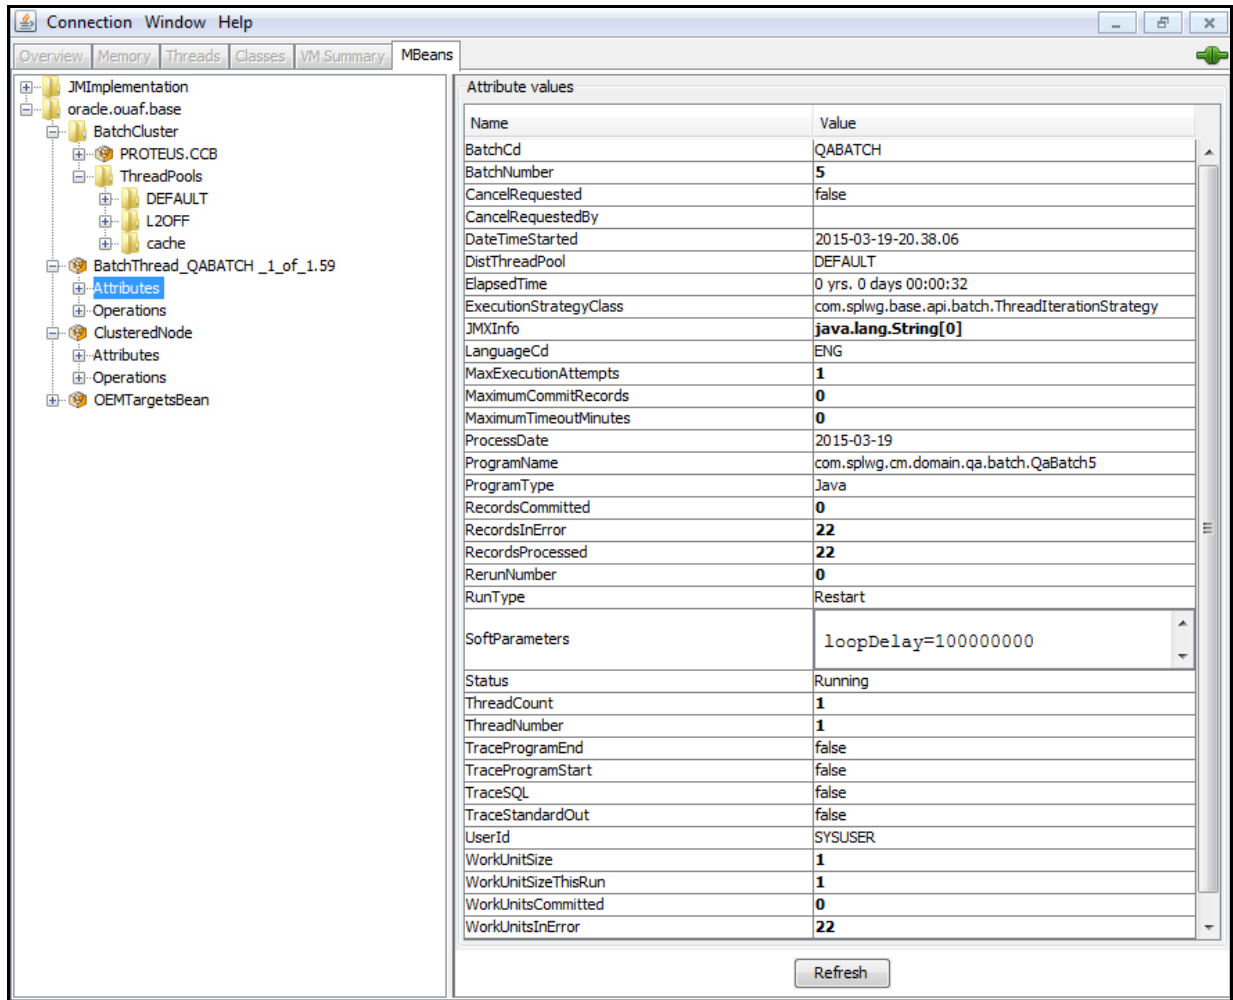 Connection Window Help
Overview Memory Threads Classes VM Summary MBeans
JMImplementation
oracle.ouaf.base
BatchCluster
PROTEUS.CCB
ThreadPools
DEFAULT
L2OFF
cache
BatchThread_QABATCH _1_of_1.59
Attributes
Operations
ClusteredNode
Attributes
Operations
OEMTargetsBean
Attribute values
Name Value
BatchCd QABATCH
BatchNumber 5
CancelRequested false
CancelRequestedBy
DateTimeStarted 2015-03-19-20.38.06
DistThreadPool DEFAULT
ElapsedTime 0 yrs. 0 days 00:00:32
ExecutionStrategyClass com.splwg.base.api.batch.ThreadIterationStrategy
JMXInfo java.lang.String[0]
LanguageCd ENG
MaxExecutionAttempts 1
MaximumCommitRecords 0
MaximumTimeoutMinutes 0
ProcessDate 2015-03-19
ProgramName com.splwg.cm.domain.qa.batch.QaBatch5
ProgramType Java
RecordsCommitted 0
RecordsInError 22
RecordsProcessed 22
RerunNumber 0
RunType Restart
SoftParameters loopDelay=100000000
Status Running
ThreadCount 1
ThreadNumber 1
TraceProgramEnd false
TraceProgramStart false
TraceSQL false
TraceStandardOut false
UserId SYSUSER
WorkUnitSize 1
WorkUnitSizeThisRun 1
WorkUnitsCommitted 0
WorkUnitsInError 22
Refresh